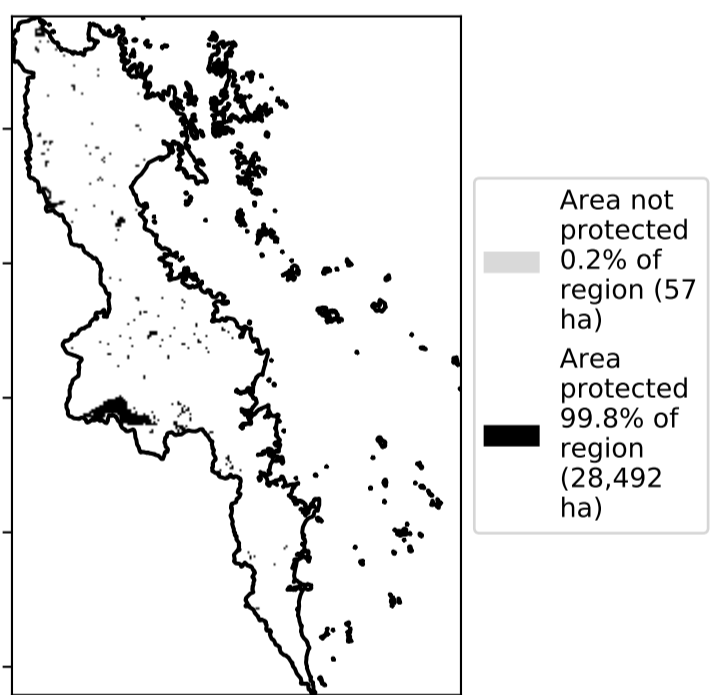 Area not
protected
0.2% of
region (57
ha)
Area
protected
99.8% of
region
(28,492
ha)